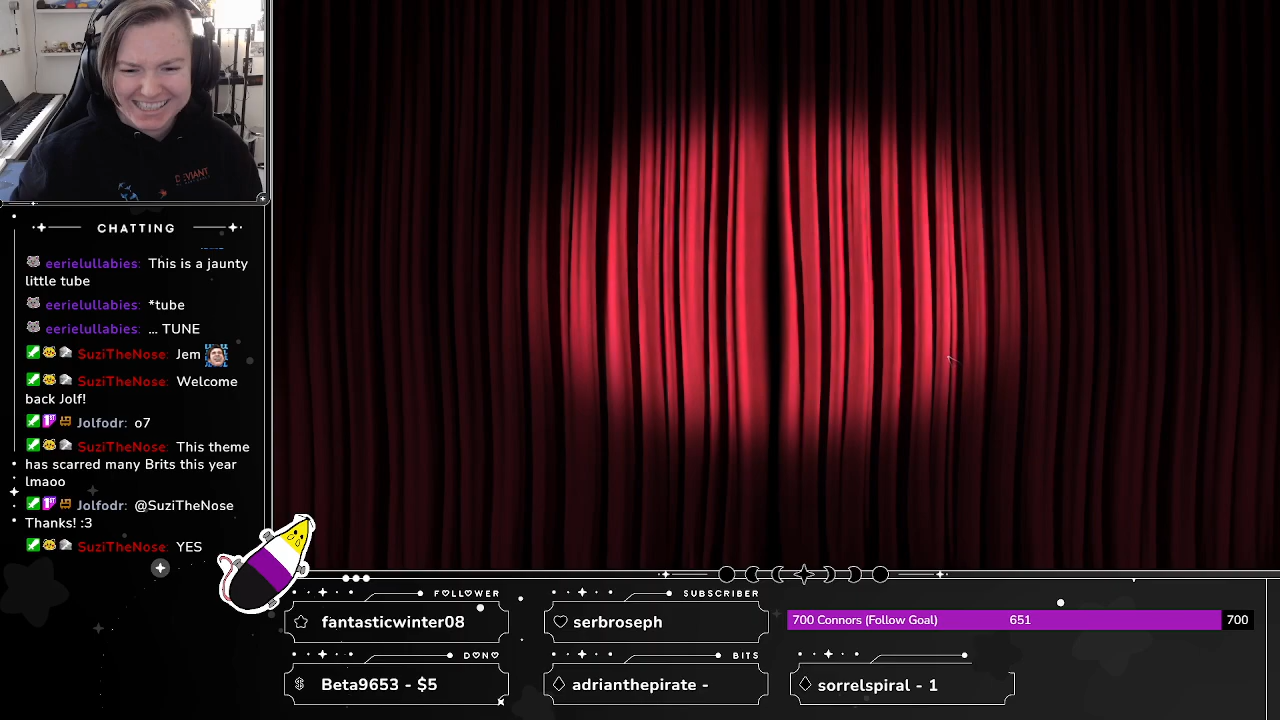 DEVIANT
CHATTING
eerielullabies: This is a jaunty
little tube
eerielullabies: *tube
eerielullabies: ... TUNE
SuziTheNose: Jem
SuziTheNose: Welcome
back Jolf!
Jolfodr: o7
SuziTheNose: This theme
has scarred many Brits this year
lmaoo
Jolfodr: @SuziTheNose
Thanks! :3
SuziTheNose: YES
FOLLOWER
fantasticwinter08
SUBSCRIBER
serbroseph
700 Connors (Follow Goal) 651 700
DONO
Beta9653 - $5
BITS
adrianthepirate -
sorrelspiral - 1